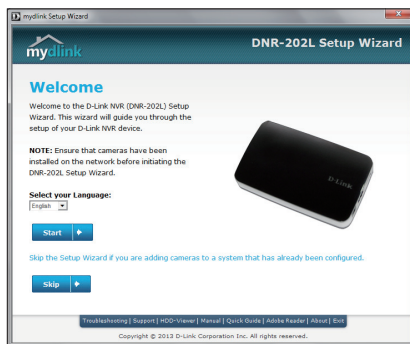 mydlink Setup Wizard
mydlink
DNR-202L Setup Wizard
Welcome
Welcome to the D-Link NVR (DNR-202L) Setup
Wizard. This wizard will guide you through the
setup of your D-Link NVR device.
NOTE: Ensure that cameras have been
installed on the network before initiating the
DNR-202L Setup Wizard.
D-Link
Select your Language:
English
Start
Skip the Setup Wizard if you are adding cameras to a system that has already been configured.
Skip
Troubleshooting | Support | HDD-Viewer | Manual | Quick Guide | Adobe Reader | About | Exit
Copyright © 2013 D-Link Corporation Inc. All rights reserved.